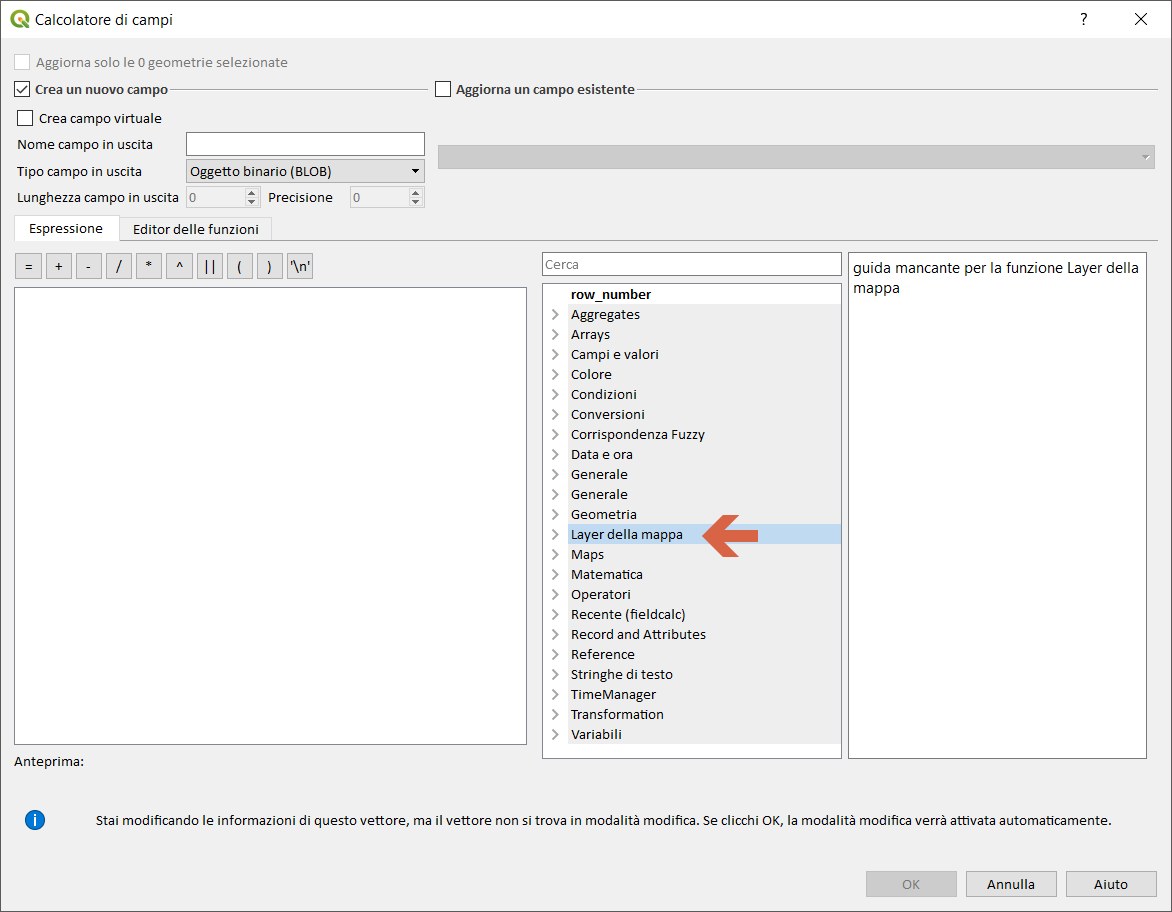 Calcolatore di campi
?
Aggiorna solo le 0 geometrie selezionate
Crea un nuovo campo
Aggiorna un campo esistente
Crea campo virtuale
Nome campo in uscita
Tipo campo in uscita
Oggetto binario (BLOB)
Lunghezza campo in uscita
0
Precisione
0
Espressione
Editor delle funzioni
= + - / * ^ || ( ) '\n'
Cerca
row_number
Aggregates
Arrays
Campi e valori
Colore
Condizioni
Conversioni
Corrispondenza Fuzzy
Data e ora
Generale
Generale
Geometria
Layer della mappa
Maps
Matematica
Operatori
Recente (fieldcalc)
Record and Attributes
Reference
Stringhe di testo
TimeManager
Transformation
Variabili
guida mancante per la funzione Layer della
mappa
Anteprima:
Stai modificando le informazioni di questo vettore, ma il vettore non si trova in modalità modifica. Se clicchi OK, la modalità modifica verrà attivata automaticamente.
OK
Annulla
Aiuto